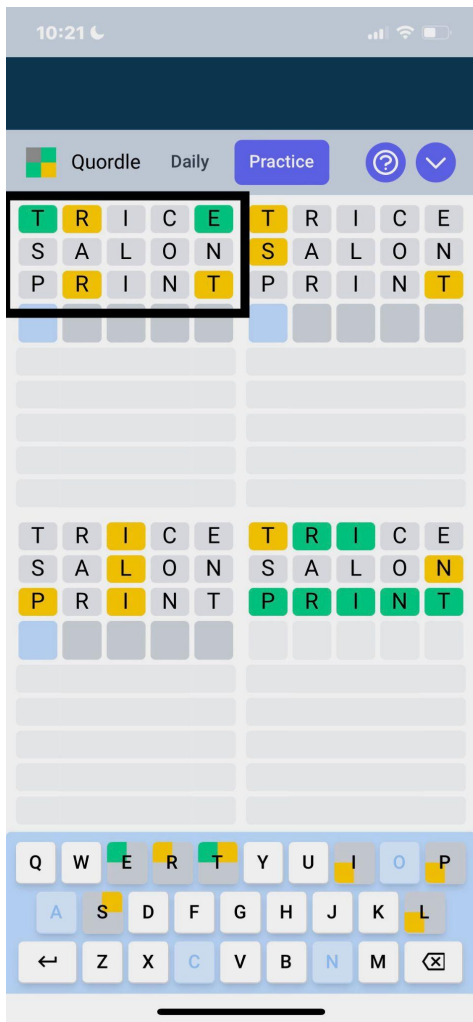 10:21
Quordle Daily Practice ?
T R I C E T R I C E
S A L O N S A L O N
P R I N T P R I N T
T R I C E T R I C E
S A L O N S A L O N
P R I N T P R I N T
Q W E R T Y U I O P
A S D F G H J K L
Z X C V B N M